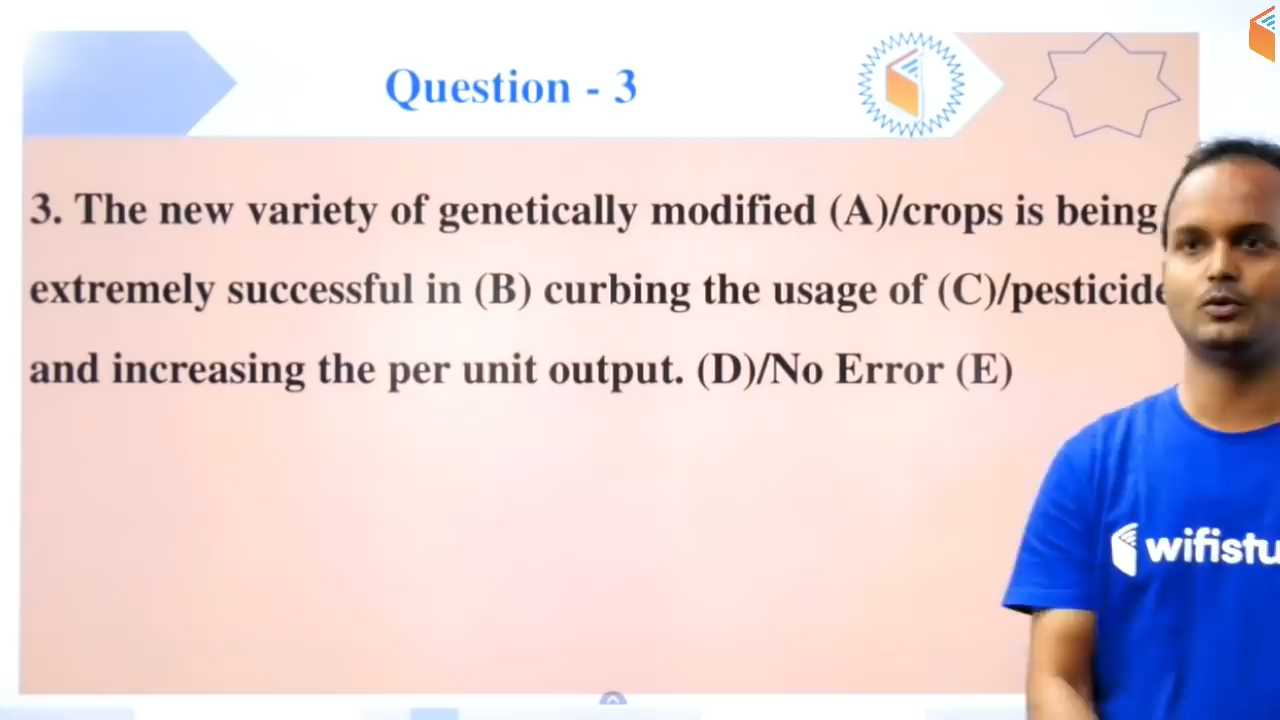 Question - 3
3. The new variety of genetically modified (A)/crops is being
extremely successful in (B) curbing the usage of (C)/pesticide
and increasing the per unit output. (D)/No Error (E)
wifistu